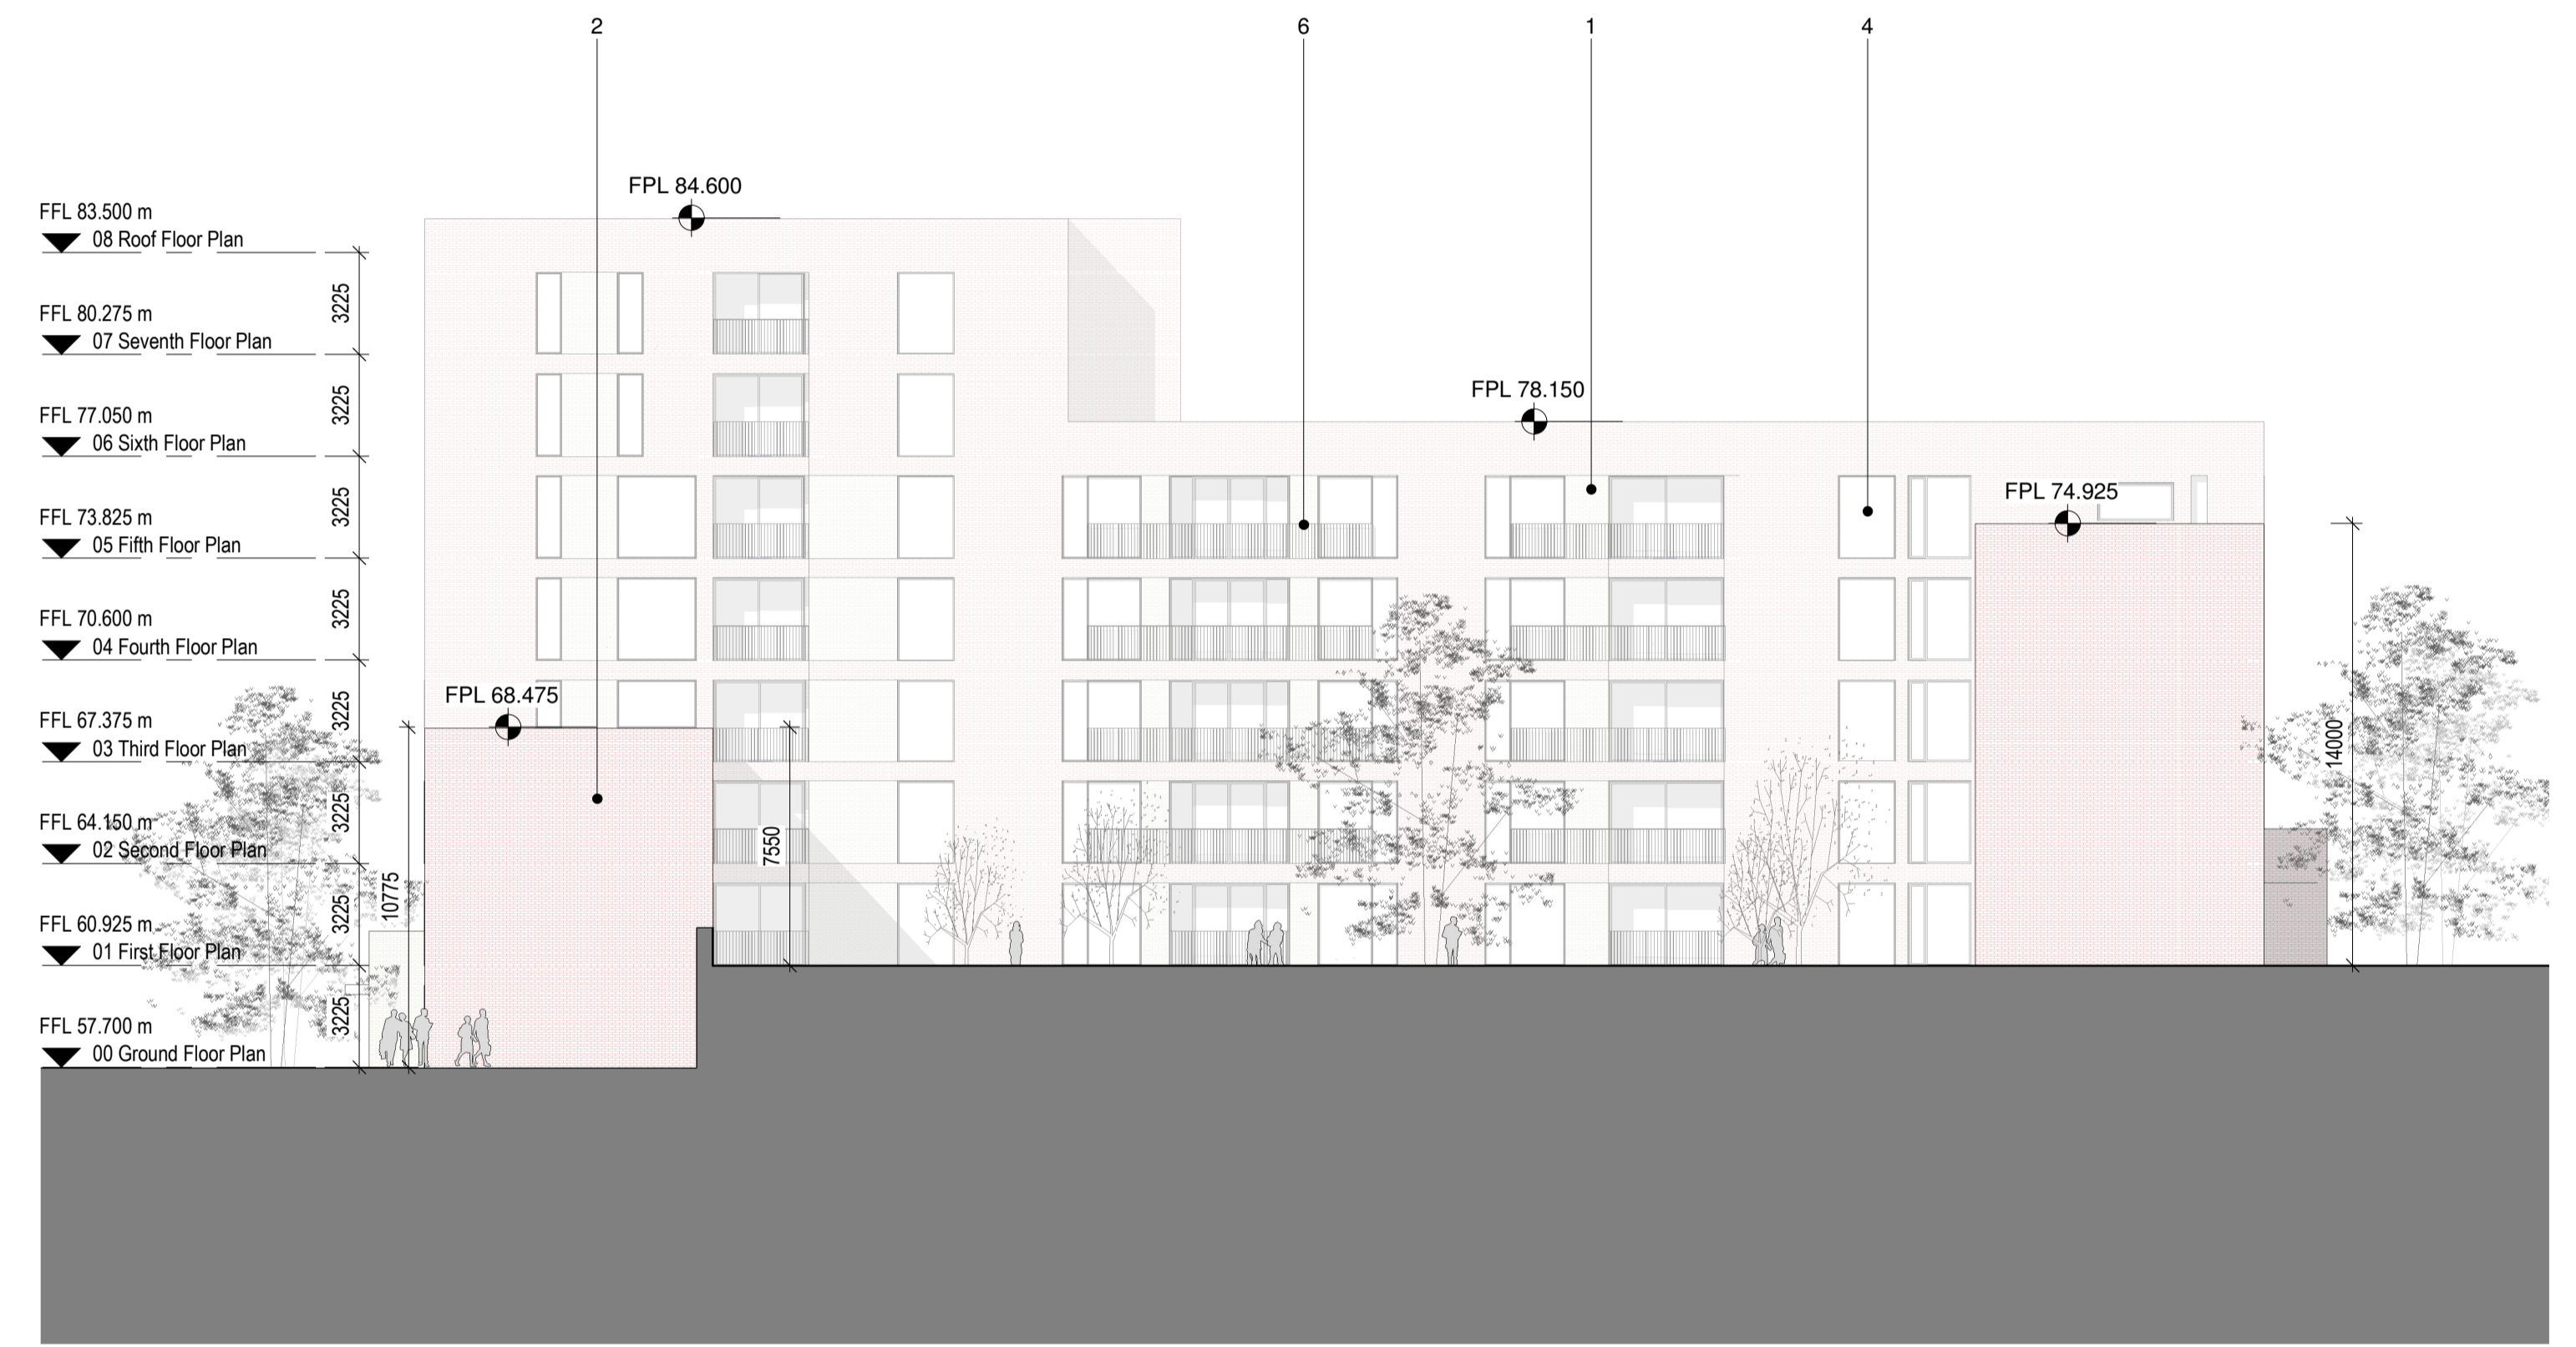 2
6
1
4
FPL 84.600
FFL 83.500 m
08 Roof Floor Plan
3225
FFL 80.275 m
07 Seventh Floor Plan
3225
FPL 78.150
FFL 77.050 m
06 Sixth Floor Plan
3225
FPL 74.925
FFL 73.825 m
05 Fifth Floor Plan
3225
FFL 70.600 m
04 Fourth Floor Plan
3225
FPL 68.475
FFL 67.375 m
03 Third Floor Plan
14000
3225
FFL 64.150 m
02 Second Floor Plan
7550
10775
3225
FFL 60.925 m
01 First Floor Plan
3225
FFL 57.700 m
00 Ground Floor Plan